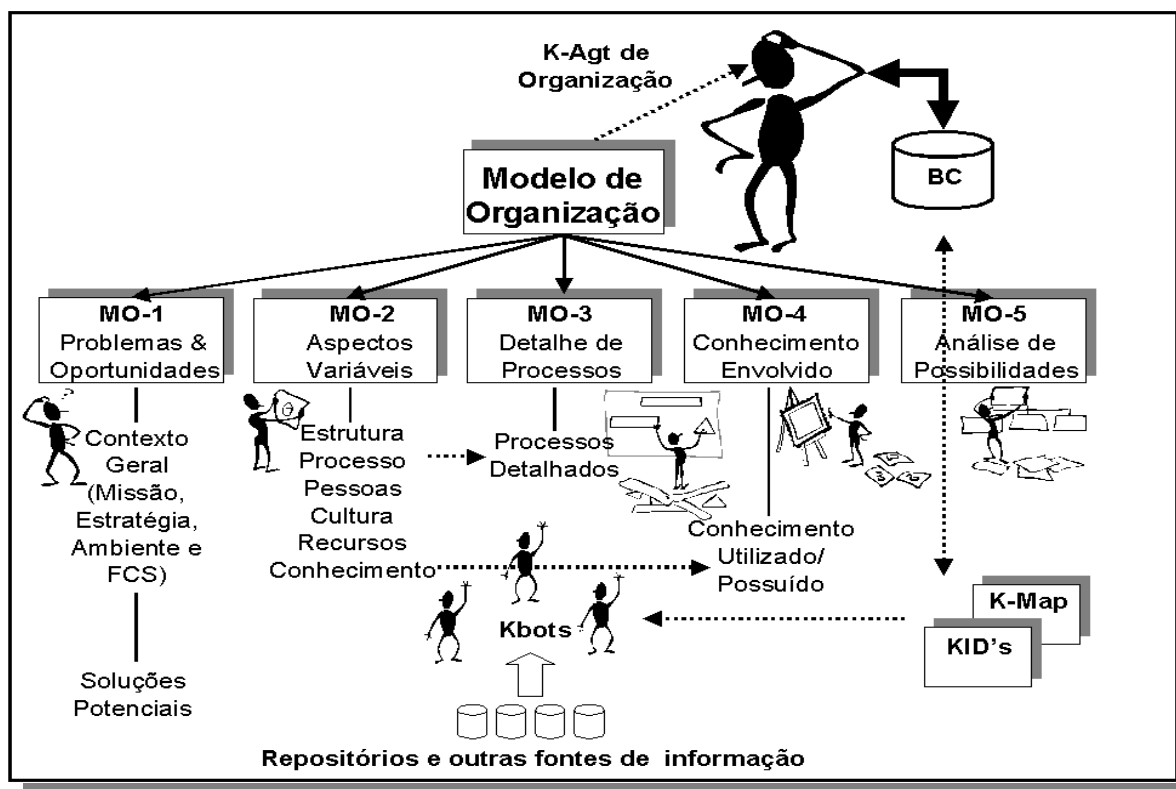 K-Agt de
Organização
BC
Modelo de
Organização
MO-1
Problemas &
Oportunidades
MO-2
Aspectos
Variáveis
MO-3
Detalhe de
Processos
MO-4
Conhecimento
Envolvido
MO-5
Análise de
Possibilidades
Contexto
Geral
(Missão,
Estratégia,
Ambiente e
FCS)
Soluções
Potenciais
Estrutura
Processo
Pessoas
Cultura
Recursos
Conhecimento
Processos
Detalhados
Conhecimento
Utilizado/
Possuído
K-Map
KID's
Kbots
Repositórios e outras fontes de informação